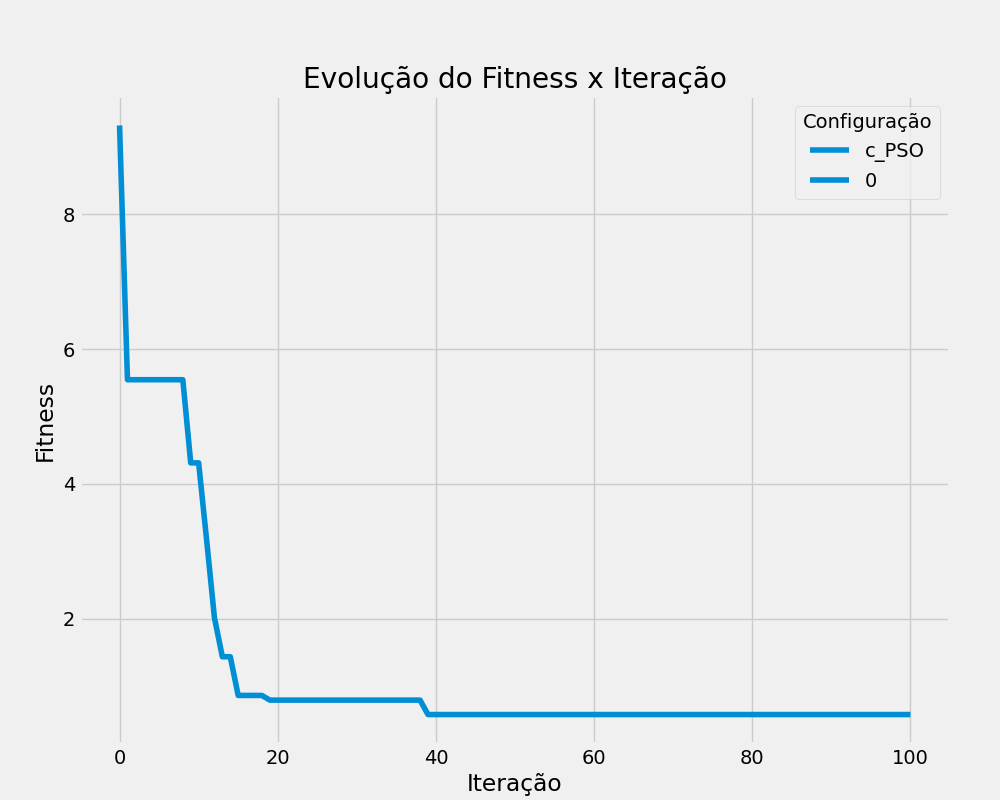 Evolução do Fitness x Iteração
Configuração
c_PSO
0
Fitness
8
6
4
2
0 20 40 60 80 100
Iteração